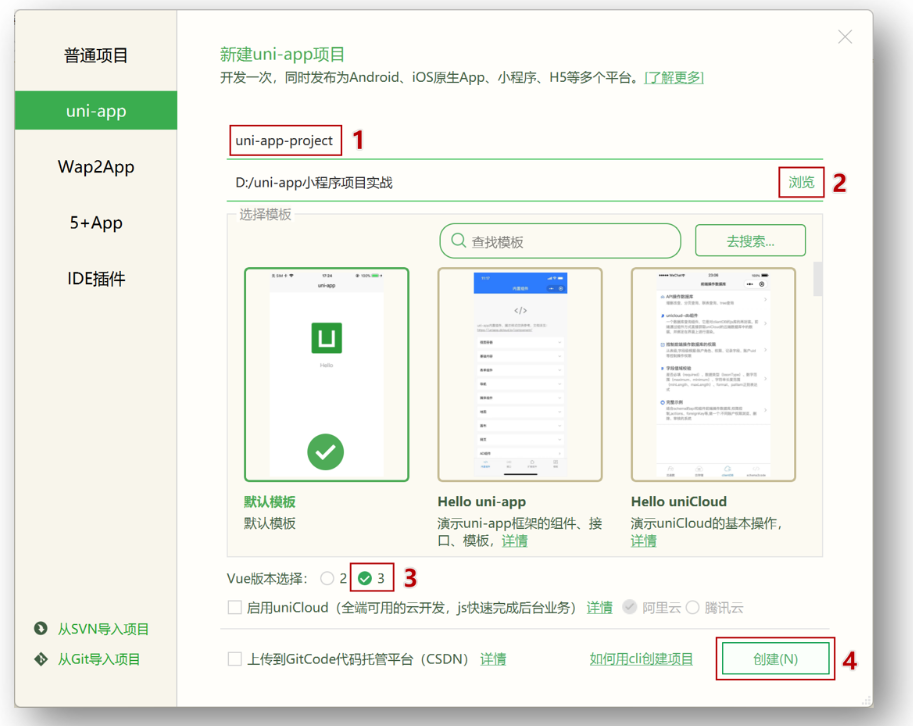 普通项目
uni-app
Wap2App
5+App
IDE插件
从SVN导入项目
从Git导入项目
新建uni-app项目
开发一次，同时发布为Android、iOS原生App、小程序、H5等多个平台。[了解更多]
uni-app-project 1
D:/uni-app小程序项目实战 浏览 2
选择模板
查找模板 去搜索...
uni-app
Hello
默认模板
默认模板
</>
Hello uni-app
演示uni-app框架的组件、接
口、模板，详情
Hello uniCloud
演示uniCloud的基本操作，
详情
Vue版本选择： 2 3 3
启用uniCloud（全端可用的云开发，js快速完成后台业务） 详情 阿里云 腾讯云
上传到GitCode代码托管平台（CSDN） 详情 如何用cli创建项目 创建(N) 4